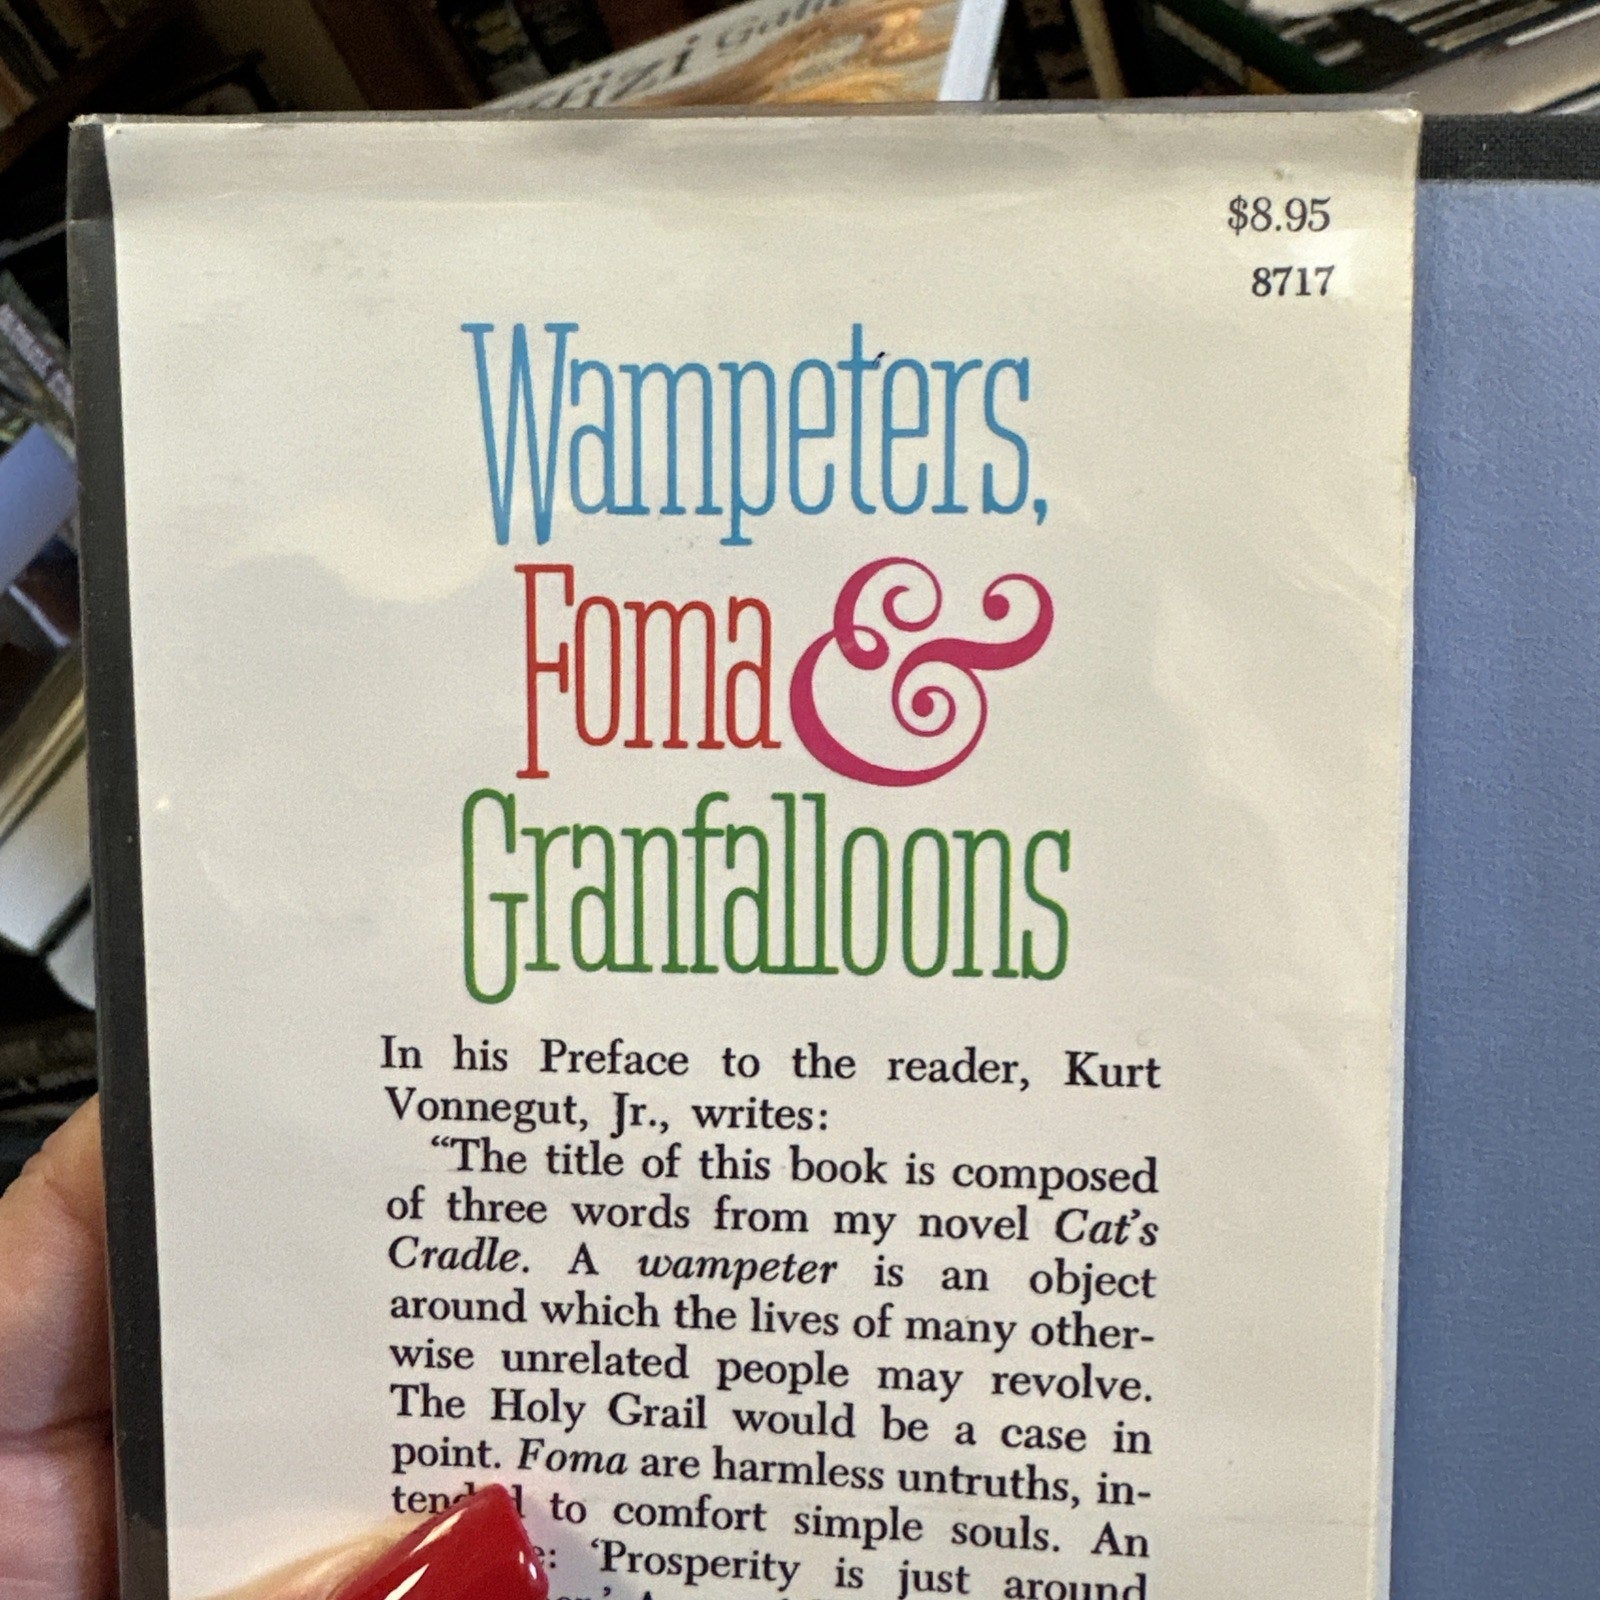 $8.95
8717
Wampeters,
Foma &
Granfalloons
In his Preface to the reader, Kurt
Vonnegut, Jr., writes:
“The title of this book is composed
of three words from my novel Cat’s
Cradle. A wampeter is an object
around which the lives of many other-
wise unrelated people may revolve.
The Holy Grail would be a case in
point. Foma are harmless untruths, in-
to comfort simple souls. An
‘Prosperity is just around